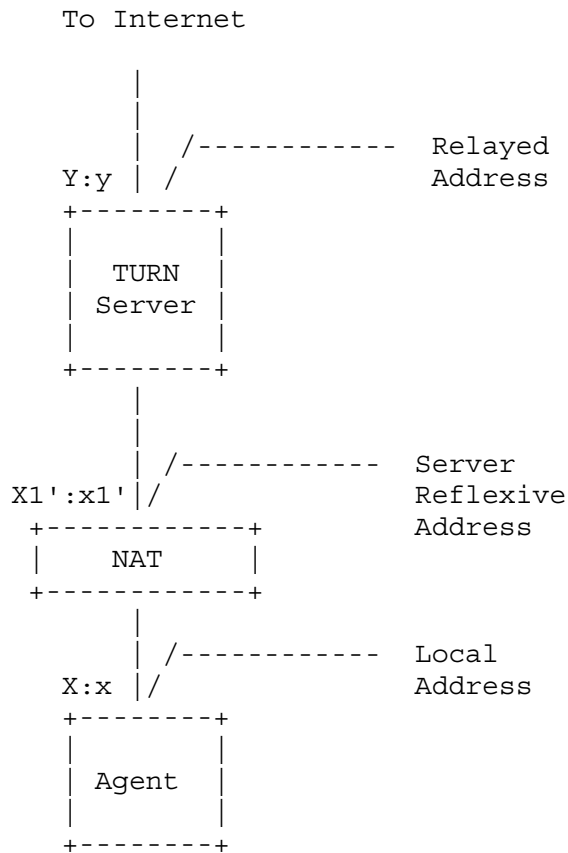 To Internet
/------------ Relayed
Y:y | / Address
+--------+
TURN
Server
+--------+
/------------ Server
X1':x1'|/ Reflexive
+------------+ Address
| NAT |
+------------+
/------------ Local
X:x |/ Address
+--------+
Agent
+--------+